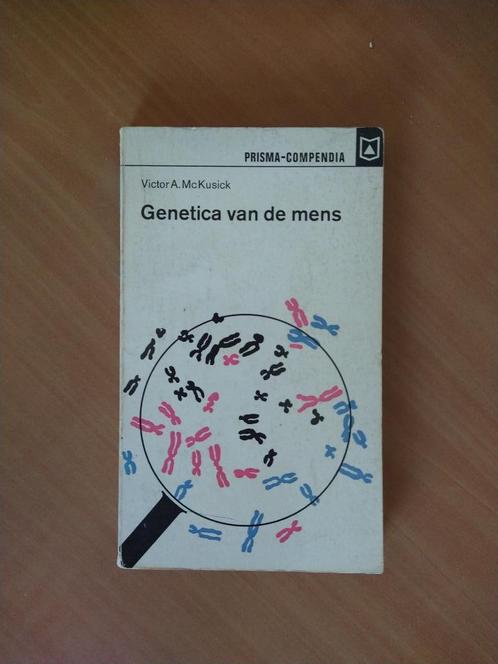 PRISMA-COMPENDIA
Victor A. McKusick
Genetica van de mens